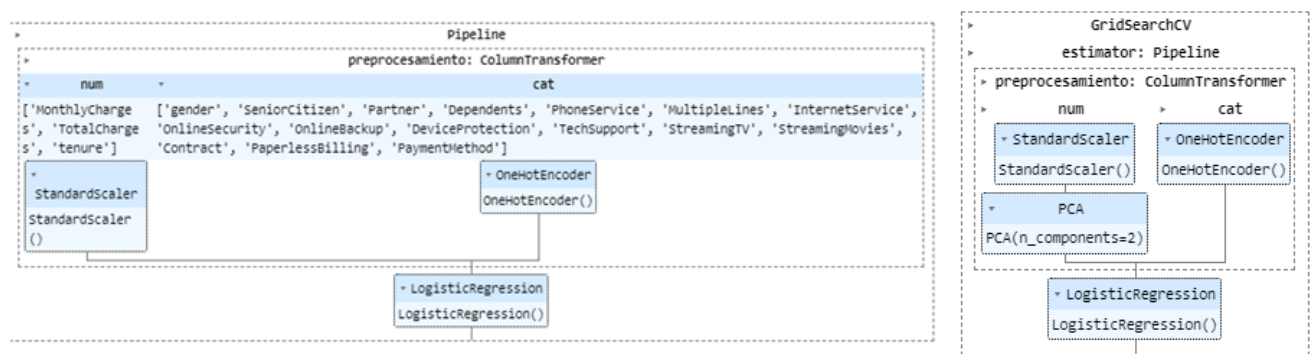 Pipeline
preprocesamiento: ColumnTransformer
num
cat
['MonthlyCharge
s', 'TotalCharge
s', 'tenure']
['gender', 'SeniorCitizen', 'Partner', 'Dependents', 'PhoneService', 'MultipleLines', 'InternetService',
'OnlineSecurity', 'OnlineBackup', 'DeviceProtection', 'TechSupport', 'StreamingTV', 'StreamingMovies',
'Contract', 'PaperlessBilling', 'PaymentMethod']
StandardScaler
StandardScaler
()
OneHotEncoder
OneHotEncoder()
LogisticRegression
LogisticRegression()
GridSearchCV
estimator: Pipeline
preprocesamiento: ColumnTransformer
num
cat
StandardScaler
StandardScaler()
OneHotEncoder
OneHotEncoder()
PCA
PCA(n_components=2)
LogisticRegression
LogisticRegression()